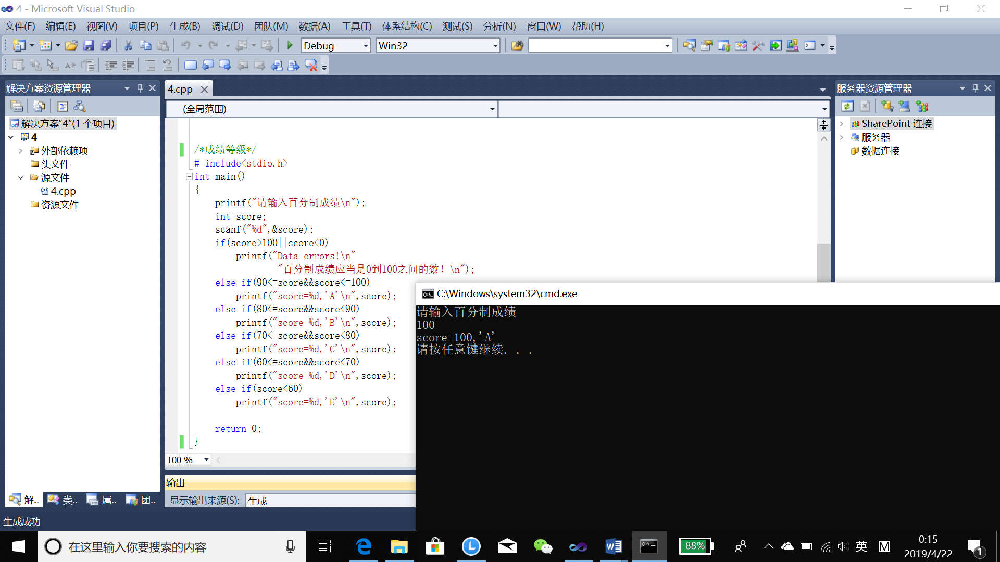 4 - Microsoft Visual Studio
文件(F) 编辑(E) 视图(V) 项目(P) 生成(B) 调试(D) 团队(M) 数据(A) 工具(T) 体系结构(C) 测试(S) 分析(N) 窗口(W) 帮助(H)
Debug Win32
解决方案资源管理器
4.cpp
服务器资源管理器
(全局范围)
解决方案“4”(1 个项目)
4
外部依赖项
头文件
源文件
4.cpp
资源文件
SharePoint 连接
服务器
数据连接
/*成绩等级*/
# include<stdio.h>
int main()
{
printf("请输入百分制成绩\n");
int score;
scanf("%d",&score);
if(score>100||score<0)
printf("Data errors!\n"
"百分制成绩应当是0到100之间的数! \n");
else if(90<=score&&score<=100)
printf("score=%d,'A'\n",score);
else if(80<=score&&score<90)
printf("score=%d,'B'\n",score);
else if(70<=score&&score<80)
printf("score=%d,'C'\n",score);
else if(60<=score&&score<70)
printf("score=%d,'D'\n",score);
else if(score<60)
printf("score=%d,'E'\n",score);
return 0;
}
100 %
C:\Windows\system32\cmd.exe
请输入百分制成绩
100
score=100,'A'
请按任意键继续. . .
输出
显示输出来源(S): 生成
解.. 类.. 属.. 团..
生成成功
在这里输入你要搜索的内容
88%
英
0:15
2019/4/22
1